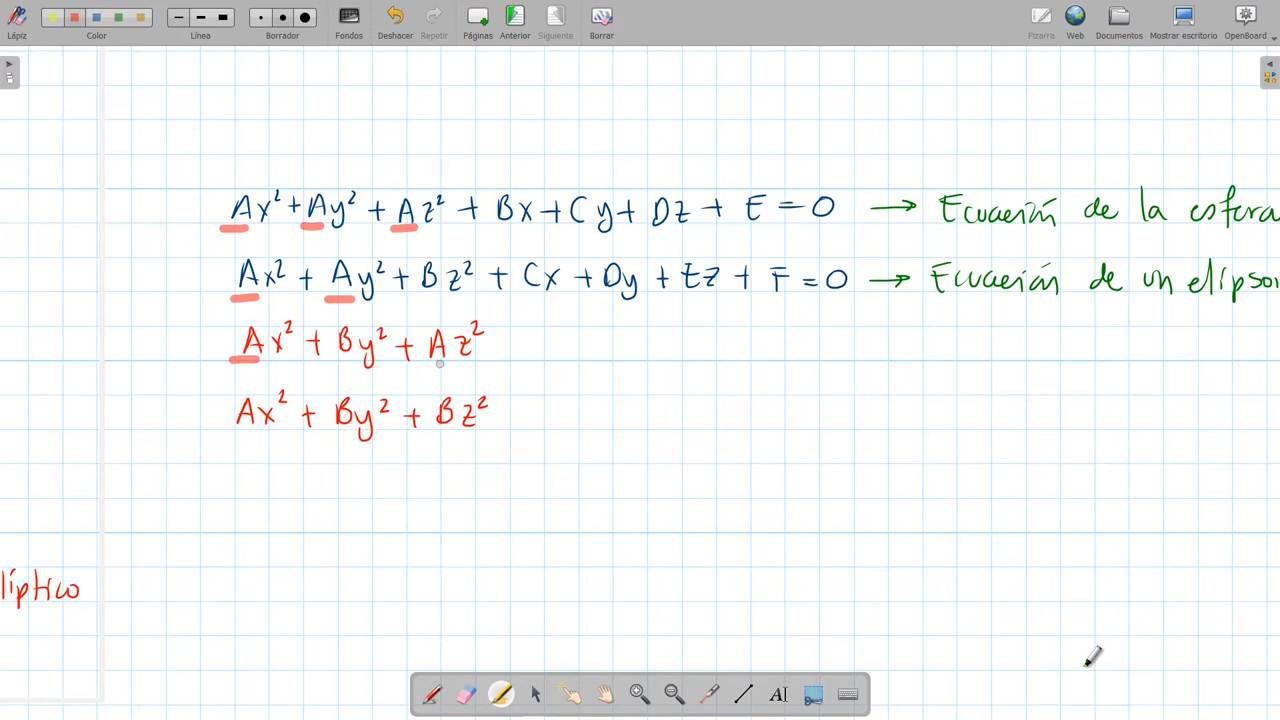 Lápiz Color Línea Borrador Fondos Deshacer Repetir Páginas Anterior Siguiente Borrar Pizarra Web Documentos Mostrar escritorio OpenBoard
Ax² + Ay² + Az² + Bx + Cy + Dz + E = 0 → Ecuación de la esfera
Ax² + Ay² + Bz² + Cx + Dy + Ez + F = 0 → Ecuación de un elipsoi
Ax² + By² + Az²
Ax² + By² + Bz²
líptico
AI